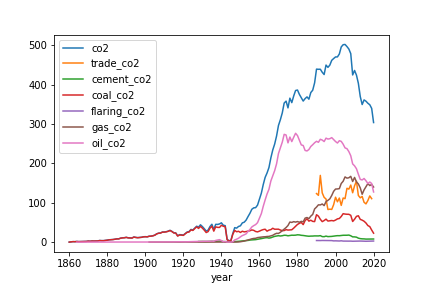 500
400
300
200
100
0
co2
trade_co2
cement_co2
coal_co2
flaring_co2
gas_co2
oil_co2
1860 1880 1900 1920 1940 1960 1980 2000 2020
year